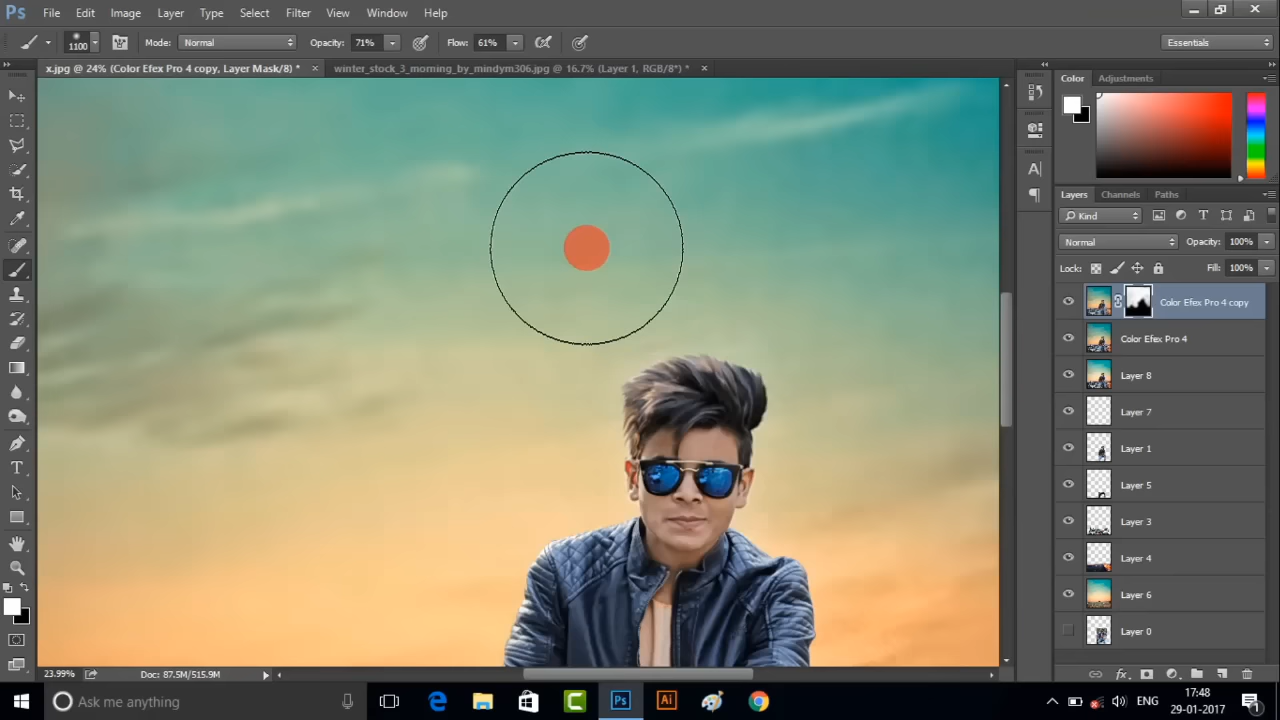 Ps File Edit Image Layer Type Select Filter View Window Help
1100 Mode: Normal Opacity: 71% Flow: 61% Essentials
x.jpg @ 24% (Color Efex Pro 4 copy, Layer Mask/8) * × winter_stock_3_morning_by_mindym306.jpg @ 16.7% (Layer 1, RGB/8*) * ×
Color Adjustments
Layers Channels Paths
Kind
Normal Opacity: 100%
Lock: Fill: 100%
Color Efex Pro 4 copy
Color Efex Pro 4
Layer 8
Layer 7
Layer 1
Layer 5
Layer 3
Layer 4
Layer 6
Layer 0
23.99% Doc: 87.5M/515.9M
Ask me anything
ENG
17:48
29-01-2017